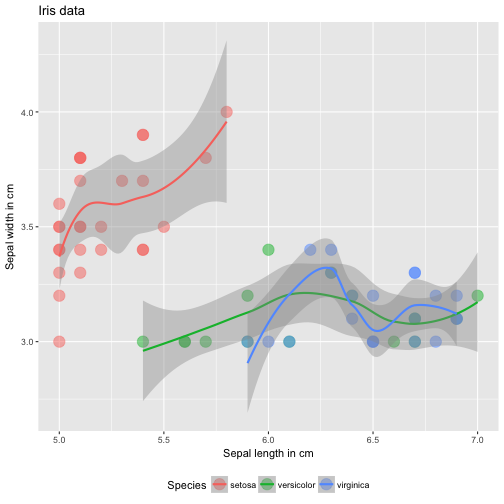 Iris data
Sepal width in cm
4.0
3.5
3.0
5.0 5.5 6.0 6.5 7.0
Sepal length in cm
Species setosa versicolor virginica